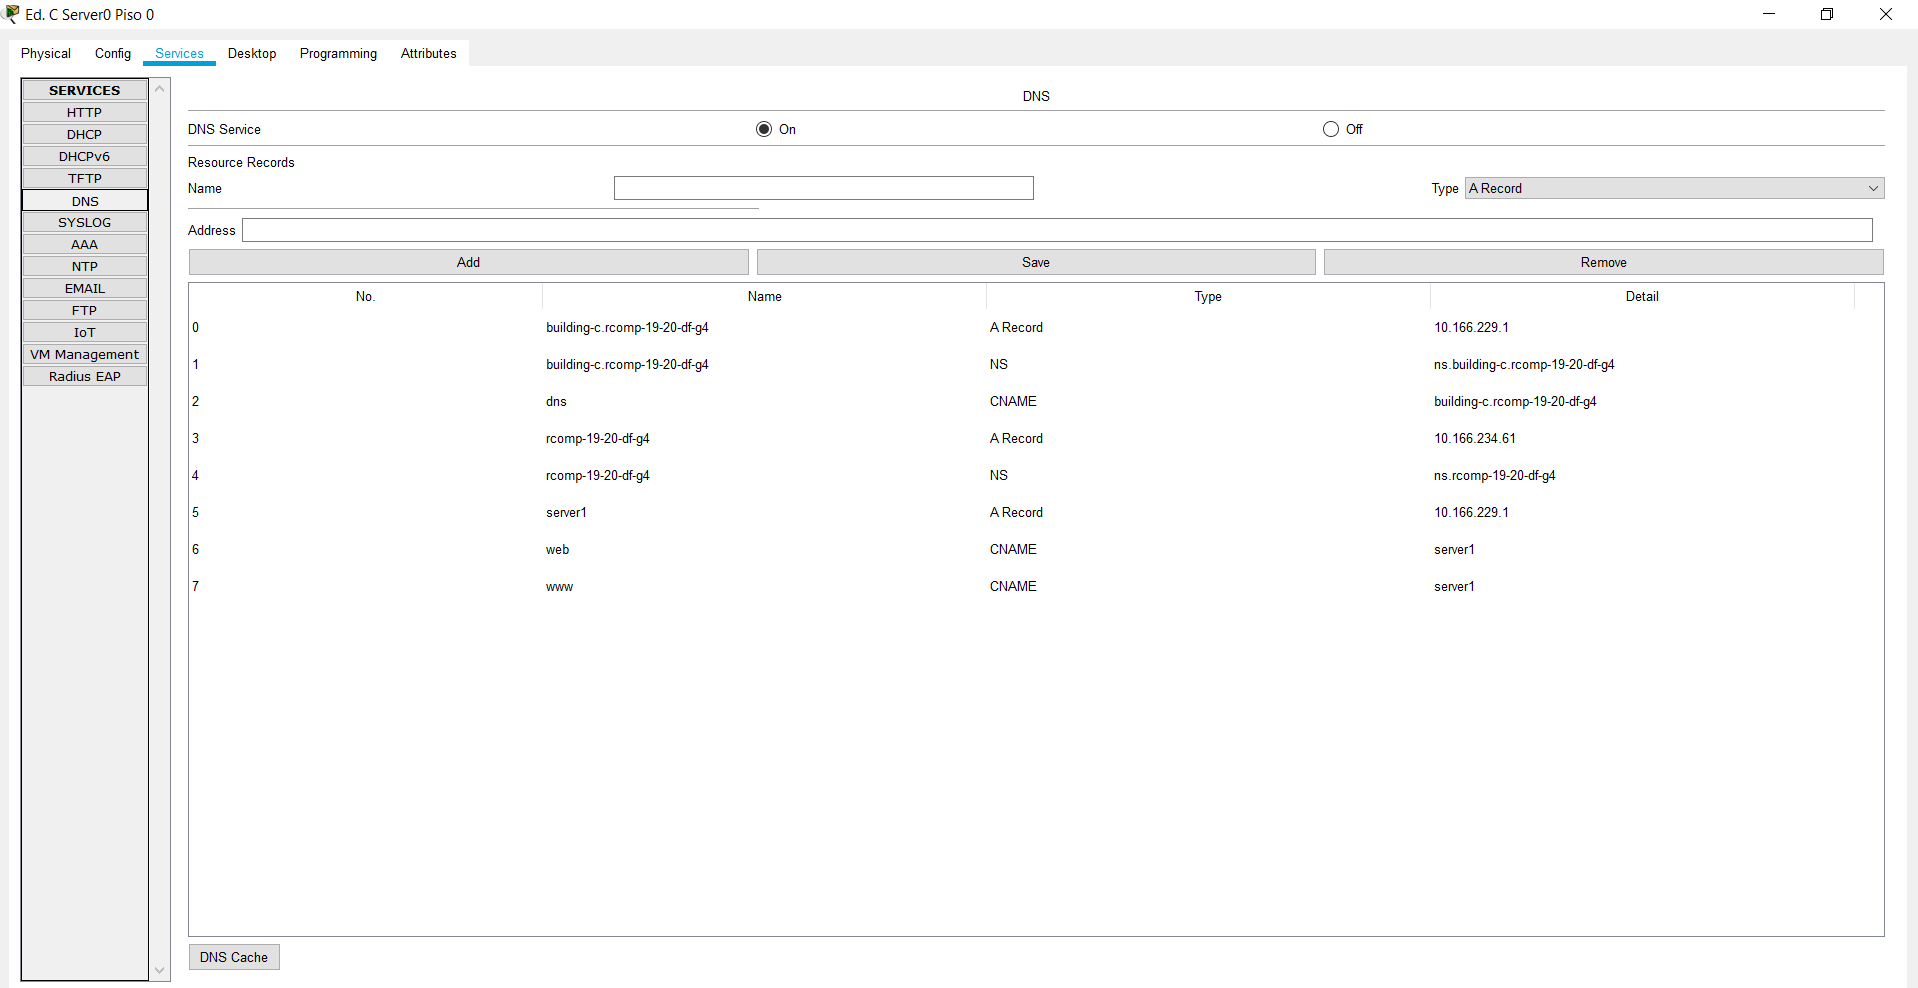 Ed. C Server0 Piso 0
Physical Config Services Desktop Programming Attributes
SERVICES
HTTP
DHCP
DHCPv6
TFTP
DNS
SYSLOG
AAA
NTP
EMAIL
FTP
IoT
VM Management
Radius EAP
DNS
DNS Service On Off
Resource Records
Name Type A Record
Address
Add Save Remove
No. Name Type Detail
0 building-c.rcomp-19-20-df-g4 A Record 10.166.229.1
1 building-c.rcomp-19-20-df-g4 NS ns.building-c.rcomp-19-20-df-g4
2 dns CNAME building-c.rcomp-19-20-df-g4
3 rcomp-19-20-df-g4 A Record 10.166.234.61
4 rcomp-19-20-df-g4 NS ns.rcomp-19-20-df-g4
5 server1 A Record 10.166.229.1
6 web CNAME server1
7 www CNAME server1
DNS Cache